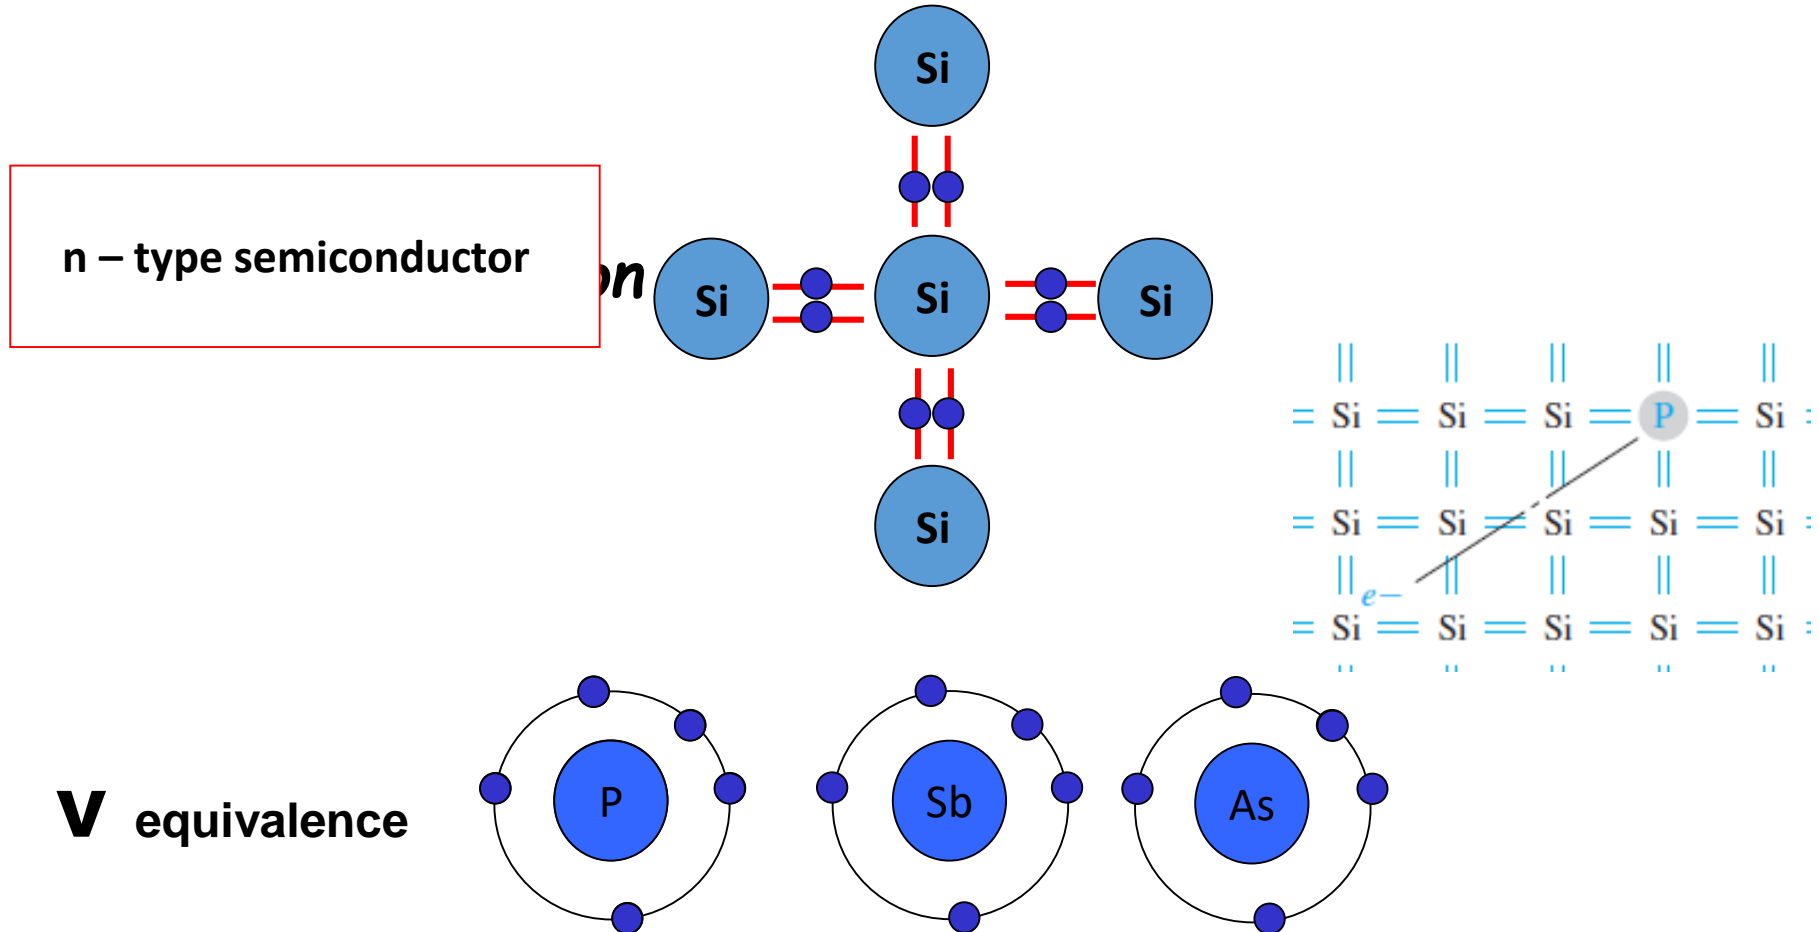 Si
n – type semiconductor
Si Si Si
Si
Si Si Si P Si
Si Si Si Si Si
e−
Si Si Si Si Si
P Sb As
V equivalence